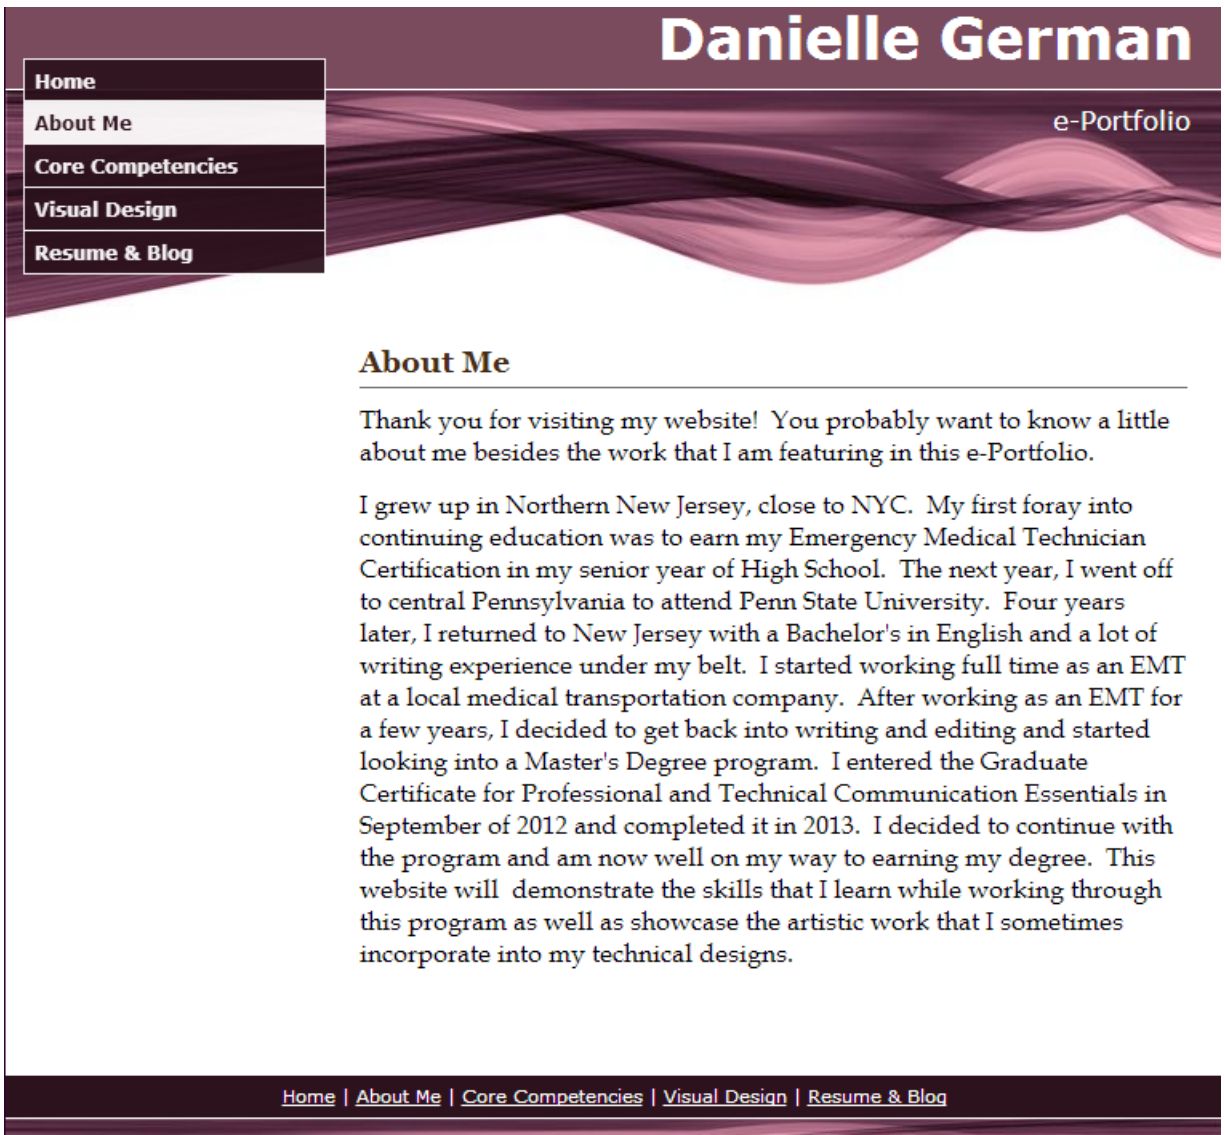 Danielle German
e-Portfolio
Home
About Me
Core Competencies
Visual Design
Resume & Blog
About Me
Thank you for visiting my website!  You probably want to know a little
about me besides the work that I am featuring in this e-Portfolio.
I grew up in Northern New Jersey, close to NYC.  My first foray into
continuing education was to earn my Emergency Medical Technician
Certification in my senior year of High School.  The next year, I went off
to central Pennsylvania to attend Penn State University.  Four years
later, I returned to New Jersey with a Bachelor's in English and a lot of
writing experience under my belt.  I started working full time as an EMT
at a local medical transportation company.  After working as an EMT for
a few years, I decided to get back into writing and editing and started
looking into a Master's Degree program.  I entered the Graduate
Certificate for Professional and Technical Communication Essentials in
September of 2012 and completed it in 2013.  I decided to continue with
the program and am now well on my way to earning my degree.  This
website will  demonstrate the skills that I learn while working through
this program as well as showcase the artistic work that I sometimes
incorporate into my technical designs.
Home | About Me | Core Competencies | Visual Design | Resume & Blog